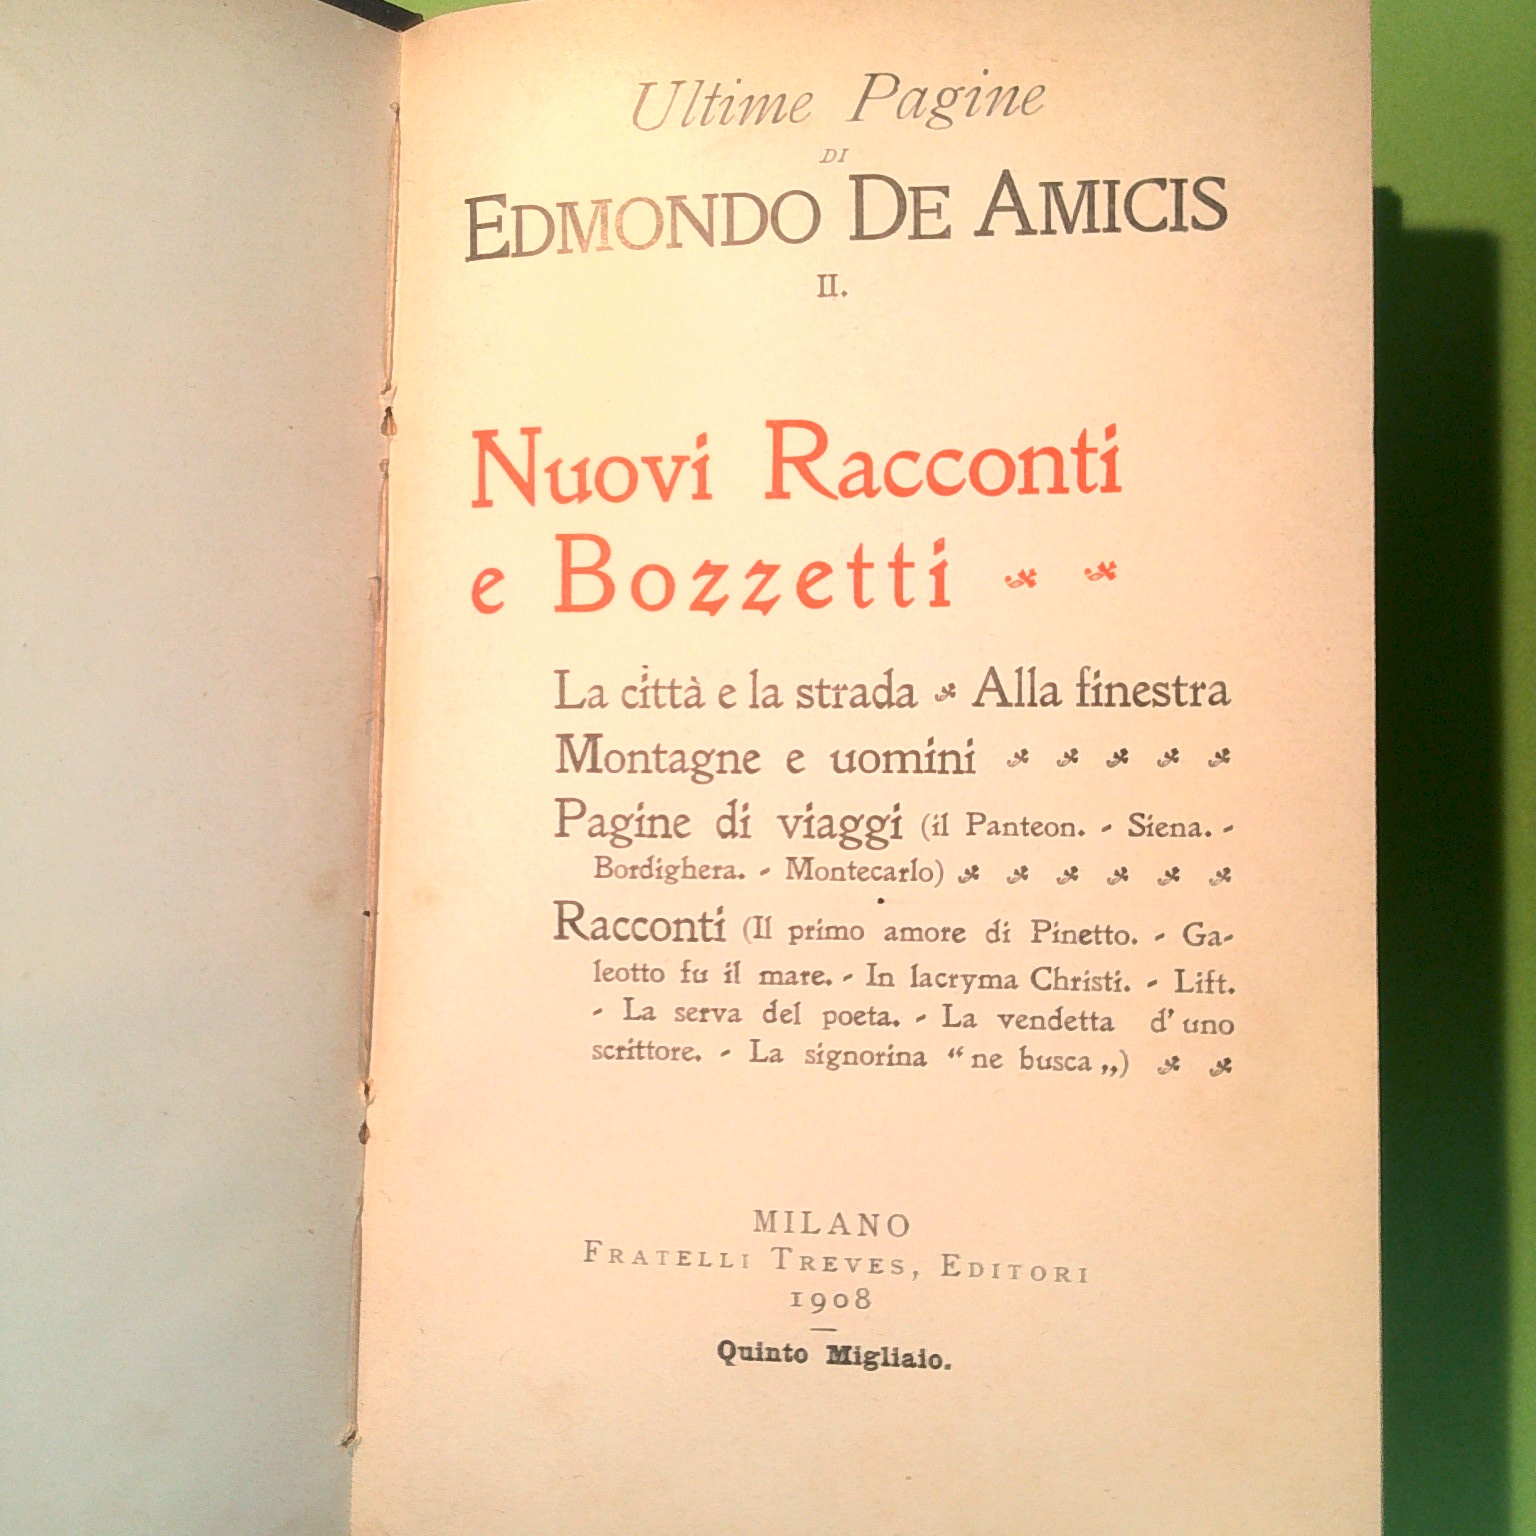 Ultime Pagine
DI
EDMONDO DE AMICIS
II.
Nuovi Racconti
e Bozzetti
La città e la strada Alla finestra
Montagne e uomini
Pagine di viaggi (il Panteon. - Siena. -
Bordighera. - Montecarlo)
Racconti (Il primo amore di Pinetto. - Ga-
leotto fu il mare. - In lacryma Christi. - Lift.
- La serva del poeta. - La vendetta d' uno
scrittore. - La signorina “ ne busca „)
MILANO
FRATELLI TREVES, EDITORI
1908
Quinto Migliaio.